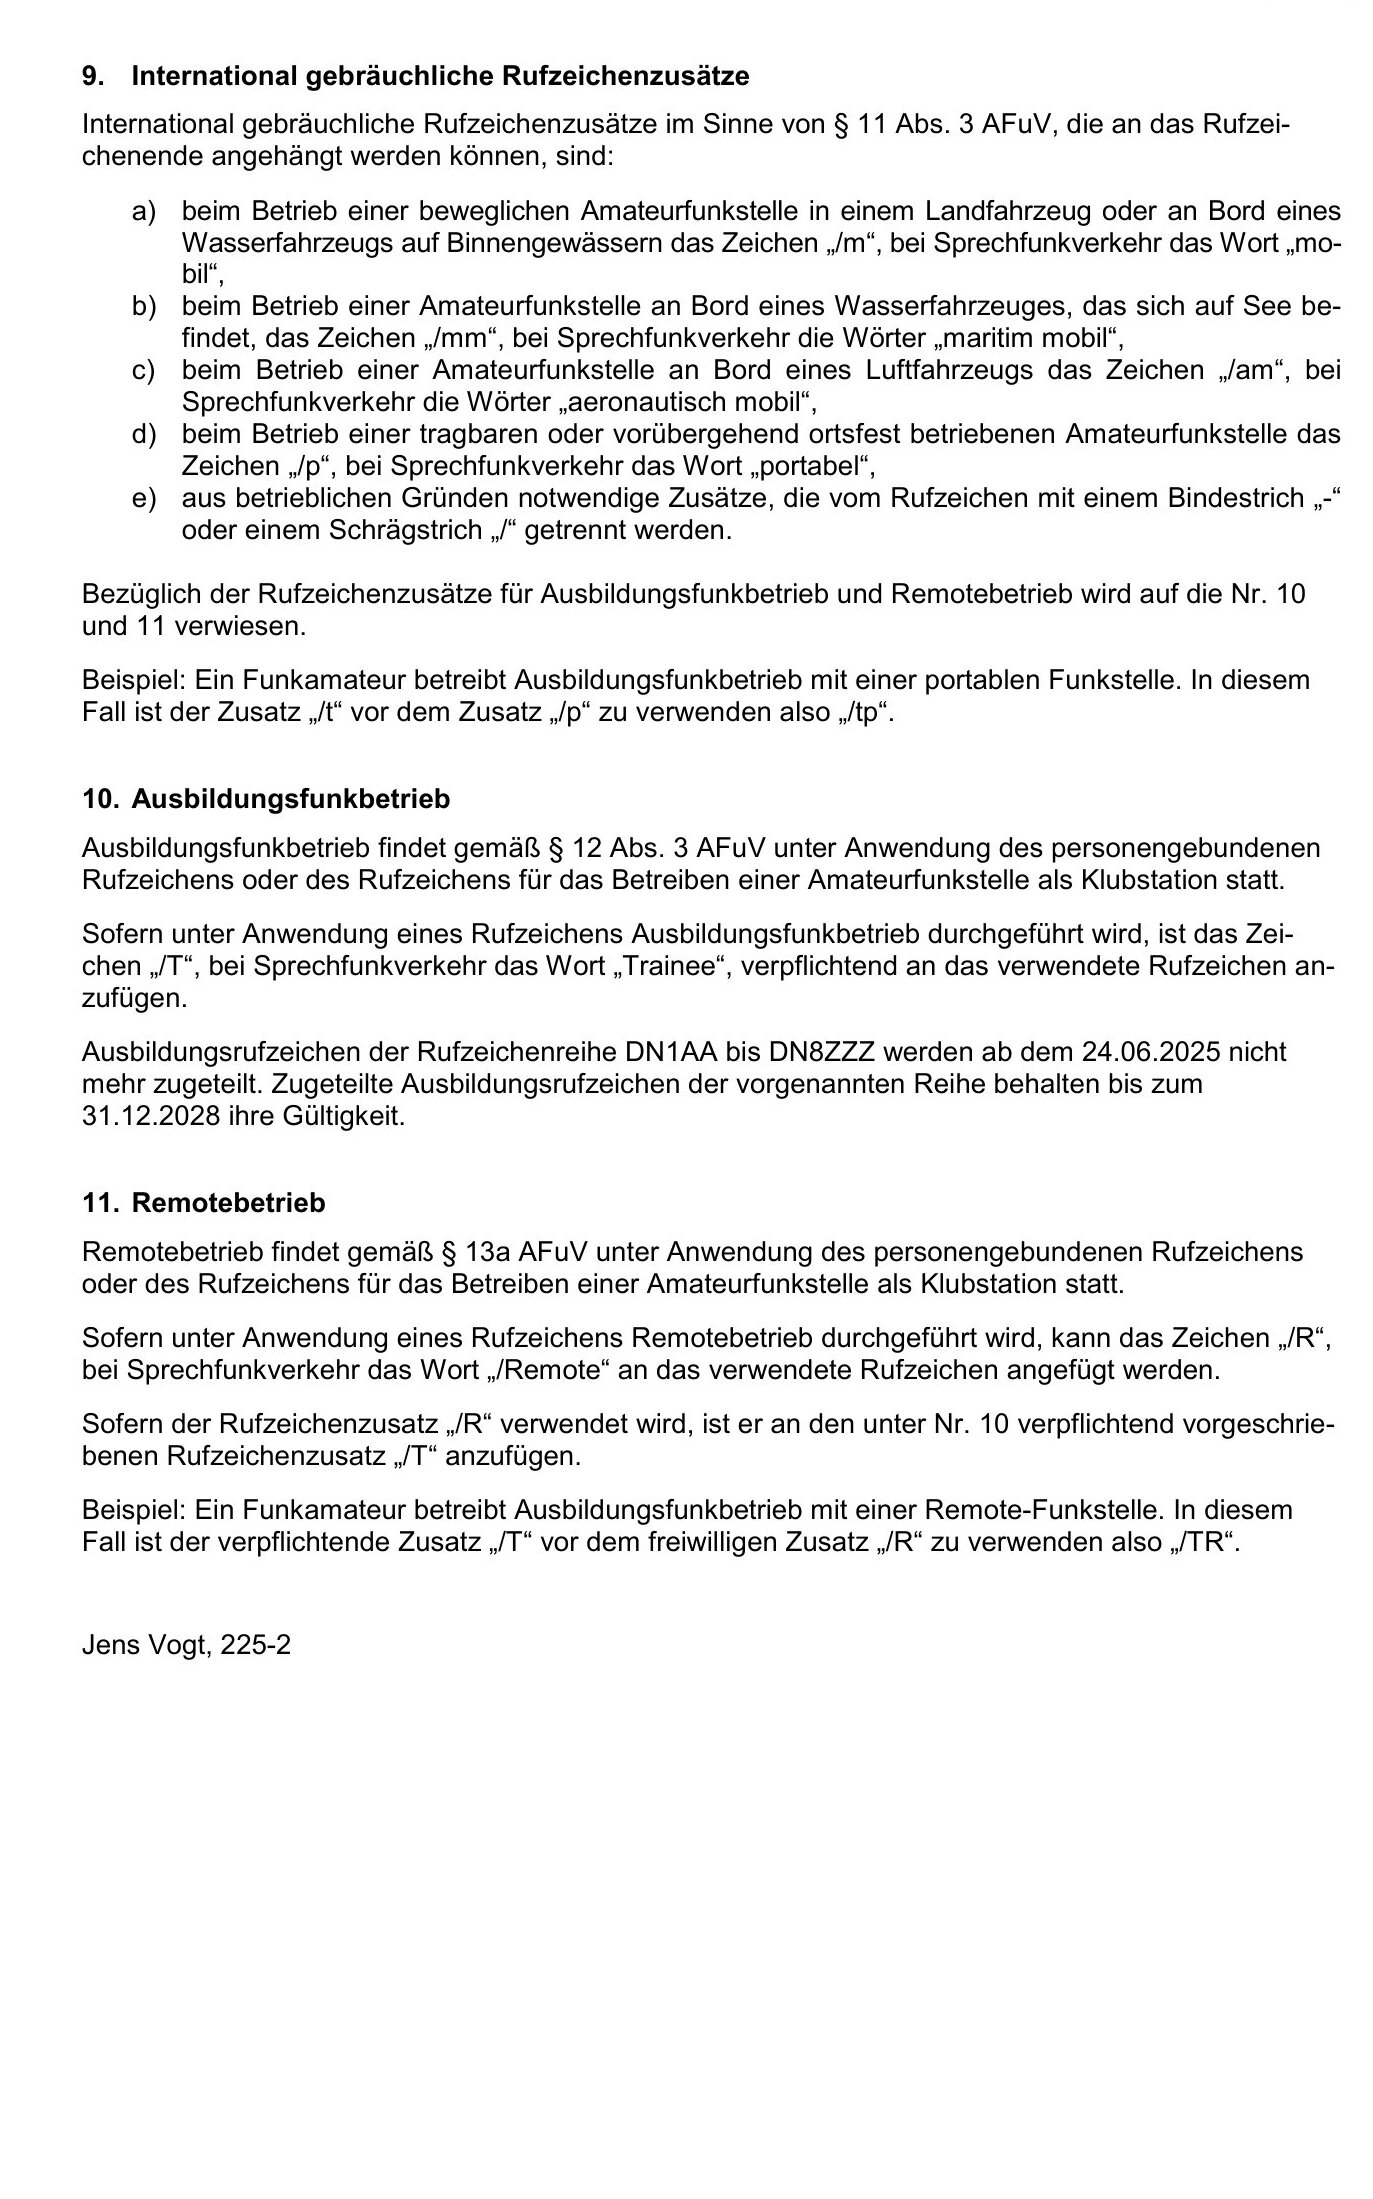 9. International gebräuchliche Rufzeichenzusätze
International gebräuchliche Rufzeichenzusätze im Sinne von § 11 Abs. 3 AFuV, die an das Rufzei-
chenende angehängt werden können, sind:
a) beim Betrieb einer beweglichen Amateurfunkstelle in einem Landfahrzeug oder an Bord eines
Wasserfahrzeugs auf Binnengewässern das Zeichen „/m“, bei Sprechfunkverkehr das Wort „mo-
bil“,
b) beim Betrieb einer Amateurfunkstelle an Bord eines Wasserfahrzeuges, das sich auf See be-
findet, das Zeichen „/mm“, bei Sprechfunkverkehr die Wörter „maritim mobil“,
c) beim Betrieb einer Amateurfunkstelle an Bord eines Luftfahrzeugs das Zeichen „/am“, bei
Sprechfunkverkehr die Wörter „aeronautisch mobil“,
d) beim Betrieb einer tragbaren oder vorübergehend ortsfest betriebenen Amateurfunkstelle das
Zeichen „/p“, bei Sprechfunkverkehr das Wort „portabel“,
e) aus betrieblichen Gründen notwendige Zusätze, die vom Rufzeichen mit einem Bindestrich „-“
oder einem Schrägstrich „/“ getrennt werden.
Bezüglich der Rufzeichenzusätze für Ausbildungsfunkbetrieb und Remotebetrieb wird auf die Nr. 10
und 11 verwiesen.
Beispiel: Ein Funkamateur betreibt Ausbildungsfunkbetrieb mit einer portablen Funkstelle. In diesem
Fall ist der Zusatz „/t“ vor dem Zusatz „/p“ zu verwenden also „/tp“.
10. Ausbildungsfunkbetrieb
Ausbildungsfunkbetrieb findet gemäß § 12 Abs. 3 AFuV unter Anwendung des personengebundenen
Rufzeichens oder des Rufzeichens für das Betreiben einer Amateurfunkstelle als Klubstation statt.
Sofern unter Anwendung eines Rufzeichens Ausbildungsfunkbetrieb durchgeführt wird, ist das Zei-
chen „/T“, bei Sprechfunkverkehr das Wort „Trainee“, verpflichtend an das verwendete Rufzeichen an-
zufügen.
Ausbildungsrufzeichen der Rufzeichenreihe DN1AA bis DN8ZZZ werden ab dem 24.06.2025 nicht
mehr zugeteilt. Zugeteilte Ausbildungsrufzeichen der vorgenannten Reihe behalten bis zum
31.12.2028 ihre Gültigkeit.
11. Remotebetrieb
Remotebetrieb findet gemäß § 13a AFuV unter Anwendung des personengebundenen Rufzeichens
oder des Rufzeichens für das Betreiben einer Amateurfunkstelle als Klubstation statt.
Sofern unter Anwendung eines Rufzeichens Remotebetrieb durchgeführt wird, kann das Zeichen „/R“,
bei Sprechfunkverkehr das Wort „/Remote“ an das verwendete Rufzeichen angefügt werden.
Sofern der Rufzeichenzusatz „/R“ verwendet wird, ist er an den unter Nr. 10 verpflichtend vorgeschrie-
benen Rufzeichenzusatz „/T“ anzufügen.
Beispiel: Ein Funkamateur betreibt Ausbildungsfunkbetrieb mit einer Remote-Funkstelle. In diesem
Fall ist der verpflichtende Zusatz „/T“ vor dem freiwilligen Zusatz „/R“ zu verwenden also „/TR“.
Jens Vogt, 225-2